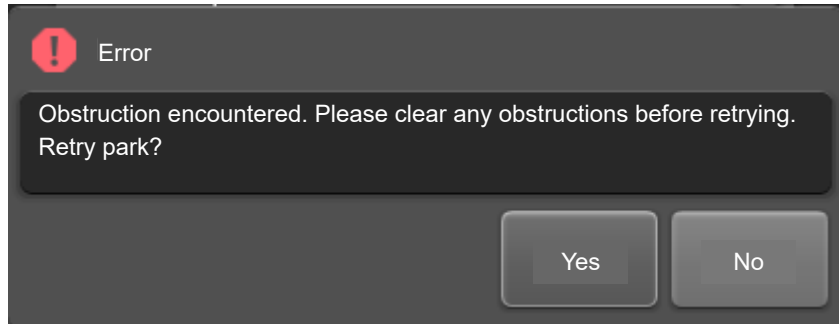 Error
Obstruction encountered. Please clear any obstructions before retrying.
Retry park?
Yes
No